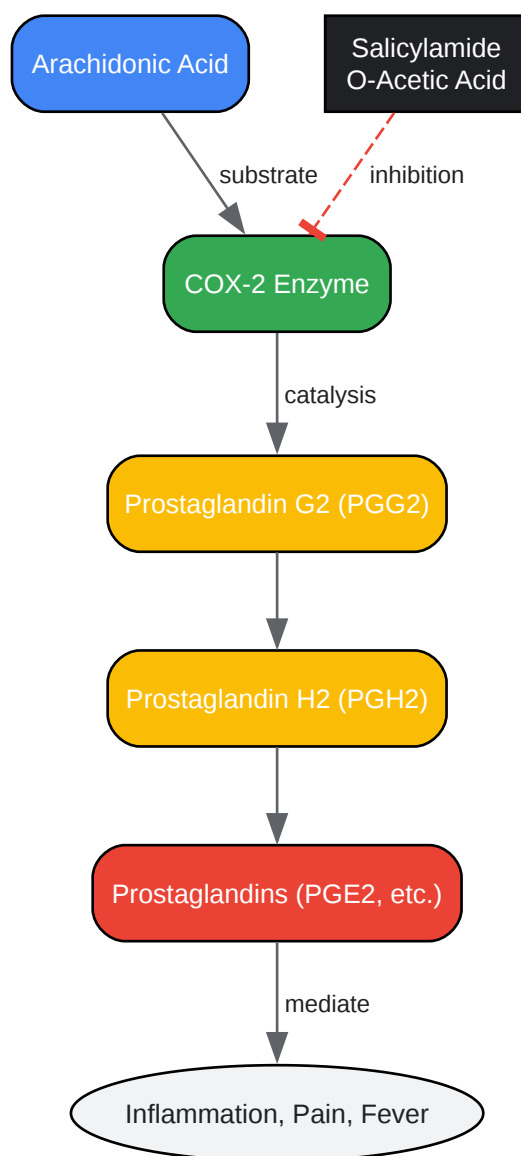 Arachidonic Acid
Salicylamide
O-Acetic Acid
substrate
inhibition
COX-2 Enzyme
catalysis
Prostaglandin G2 (PGG2)
Prostaglandin H2 (PGH2)
Prostaglandins (PGE2, etc.)
mediate
Inflammation, Pain, Fever